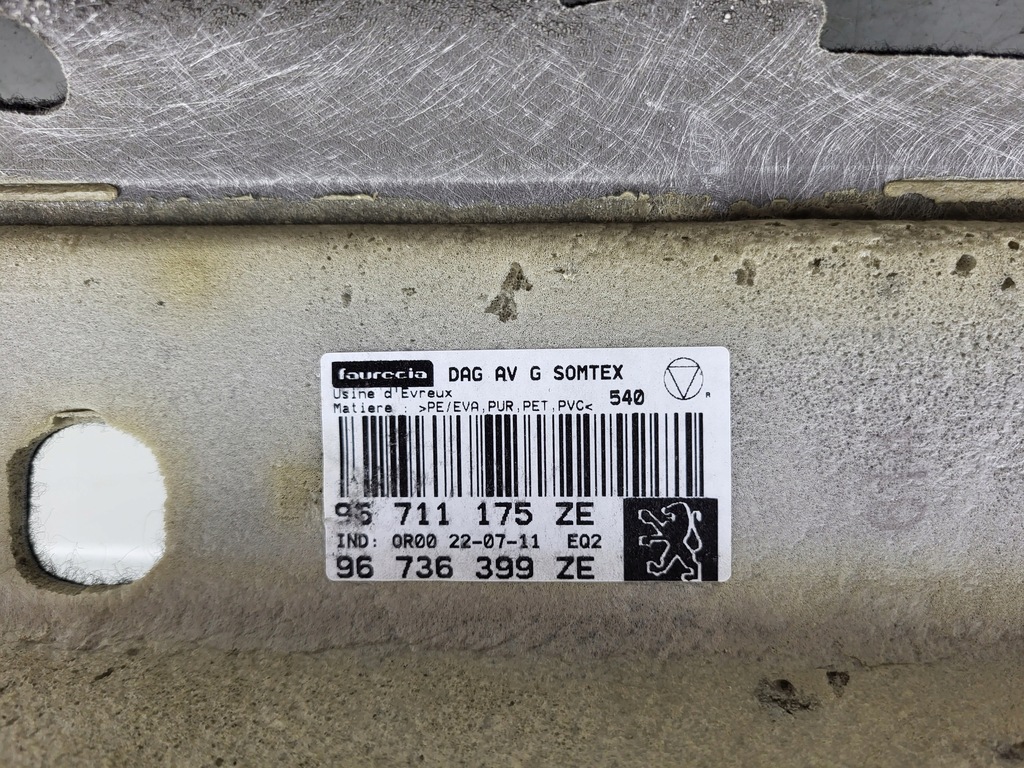 faurecia DAG AV G SOMTEX
Usine d'Evreux 540
Matiere : >PE/EVA,PUR,PET,PVC<
R
96 711 175 ZE
IND: OR00 22-07-11 EQ2
96 736 399 ZE